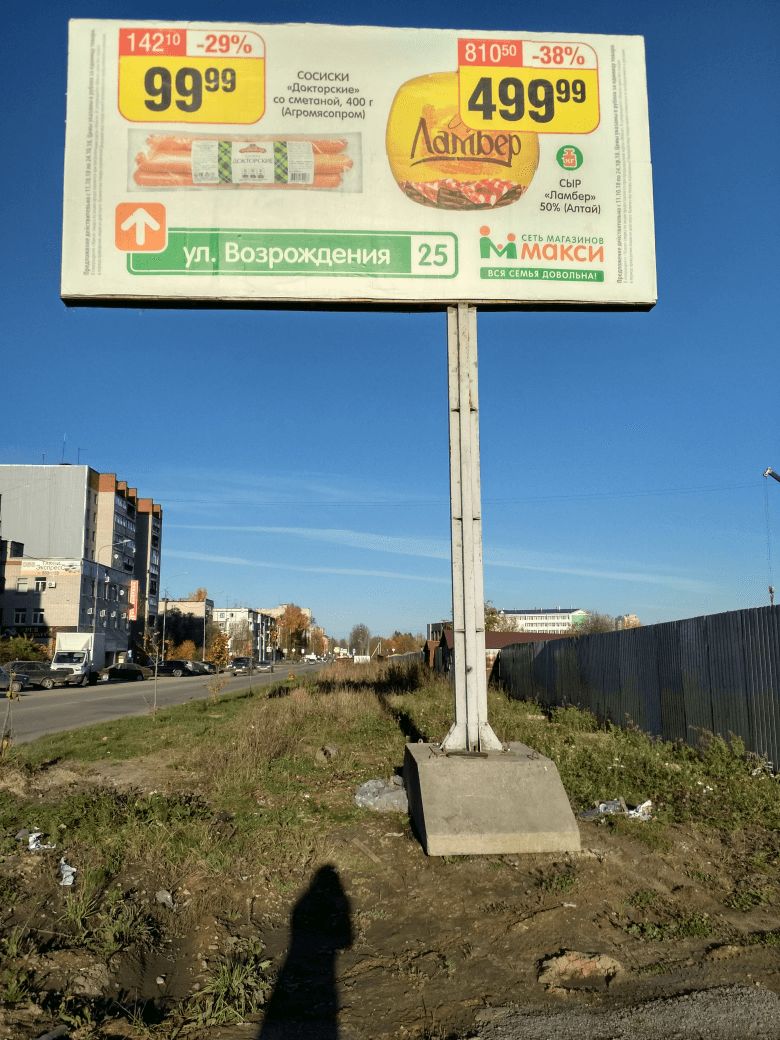 142¹⁰ -29%
99⁹⁹
СОСИСКИ
«Докторские»
со сметаной, 400 г
(Агромясопром)
ДОКТОРСКИЕ
810⁵⁰ -38%
499⁹⁹
Ламбер
кг
СЫР
«Ламбер»
50% (Алтай)
ул. Возрождения 25
СЕТЬ МАГАЗИНОВ
МАКСИ
ВСЯ СЕМЬЯ ДОВОЛЬНА!